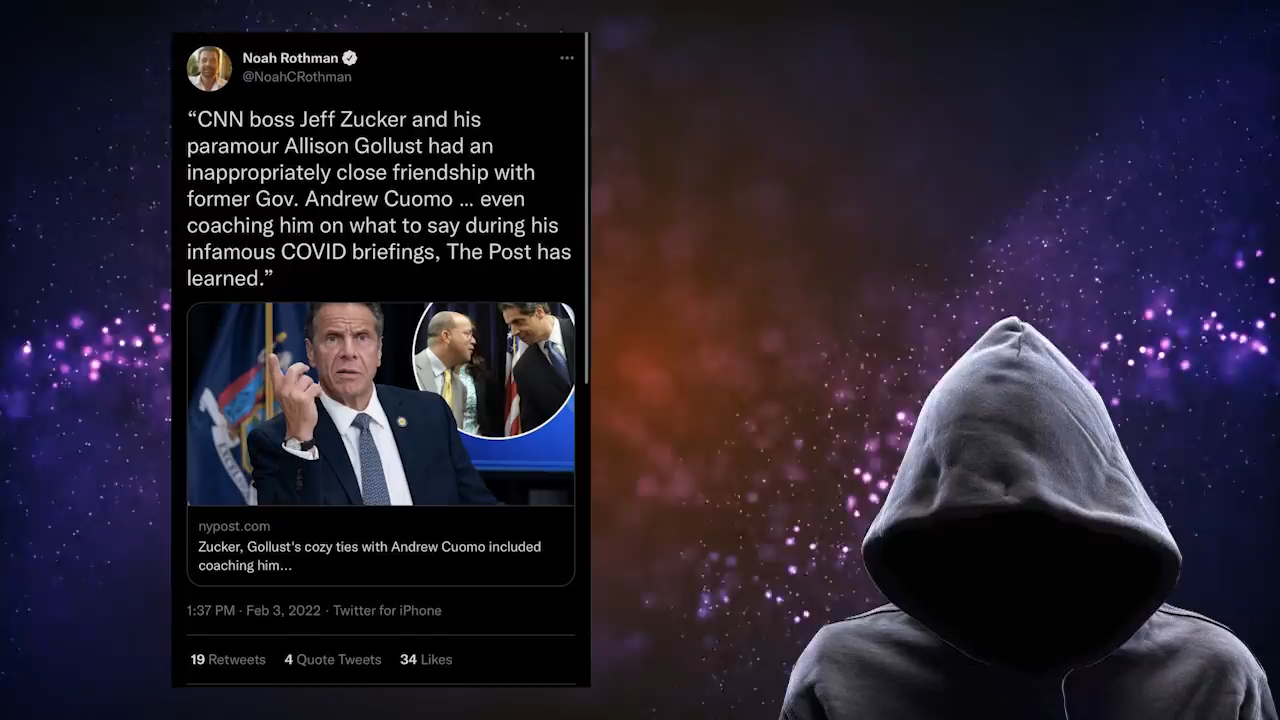 Noah Rothman
@NoahCRothman
“CNN boss Jeff Zucker and his
paramour Allison Gollust had an
inappropriately close friendship with
former Gov. Andrew Cuomo ... even
coaching him on what to say during his
infamous COVID briefings, The Post has
learned.”
nypost.com
Zucker, Gollust's cozy ties with Andrew Cuomo included
coaching him...
1:37 PM · Feb 3, 2022 · Twitter for iPhone
19 Retweets 4 Quote Tweets 34 Likes